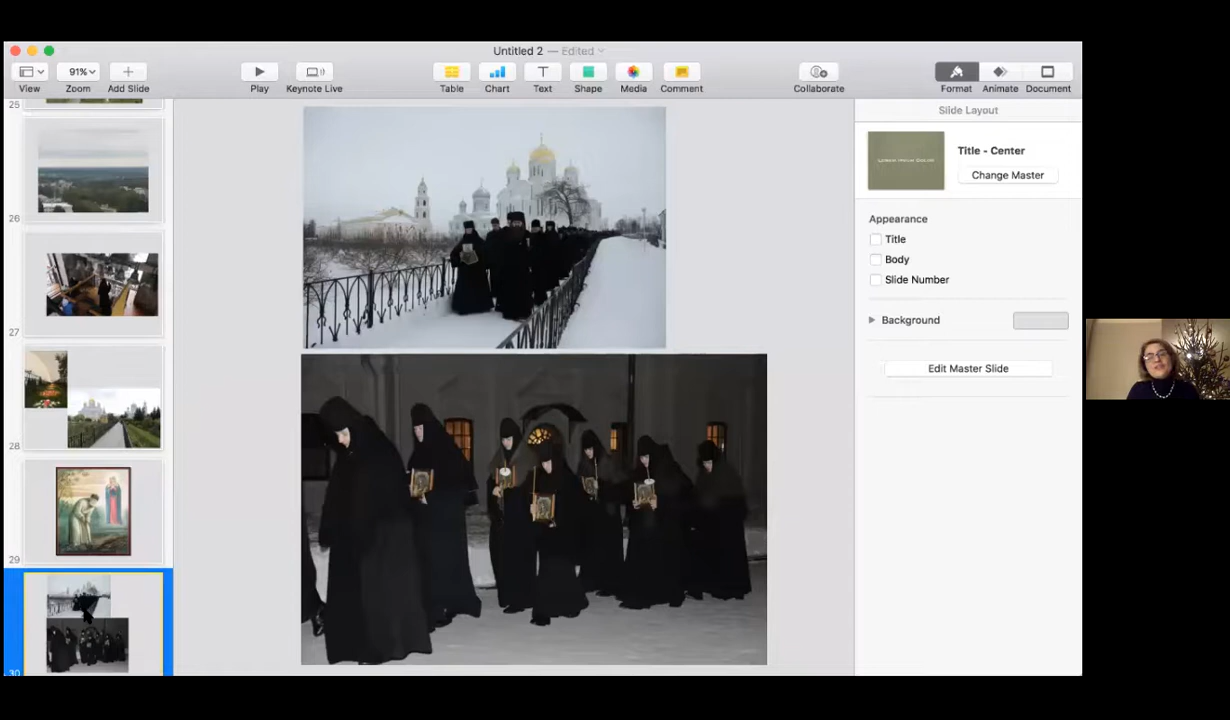 Untitled 2 — Edited
91%
View
Zoom
Add Slide
Play
Keynote Live
Table
Chart
Text
Shape
Media
Comment
Collaborate
Format
Animate
Document
25
26
27
28
29
30
Slide Layout
Title - Center
Change Master
Appearance
Title
Body
Slide Number
Background
Edit Master Slide